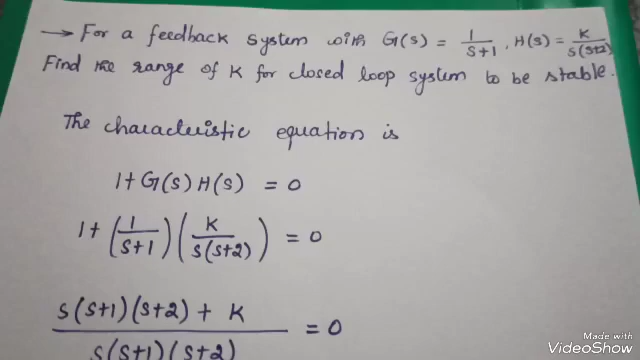 → For a feedback system with G(s) = 1/(s+1), H(s) = K/(s(s+2))
Find the range of K for closed loop system to be stable.
The characteristic equation is
1+G(s)H(s) = 0
1+(1/(s+1))(K/(s(s+2))) = 0
(s(s+1)(s+2)+K)/(s(s+1)(s+2)) = 0
Made with
VideoShow